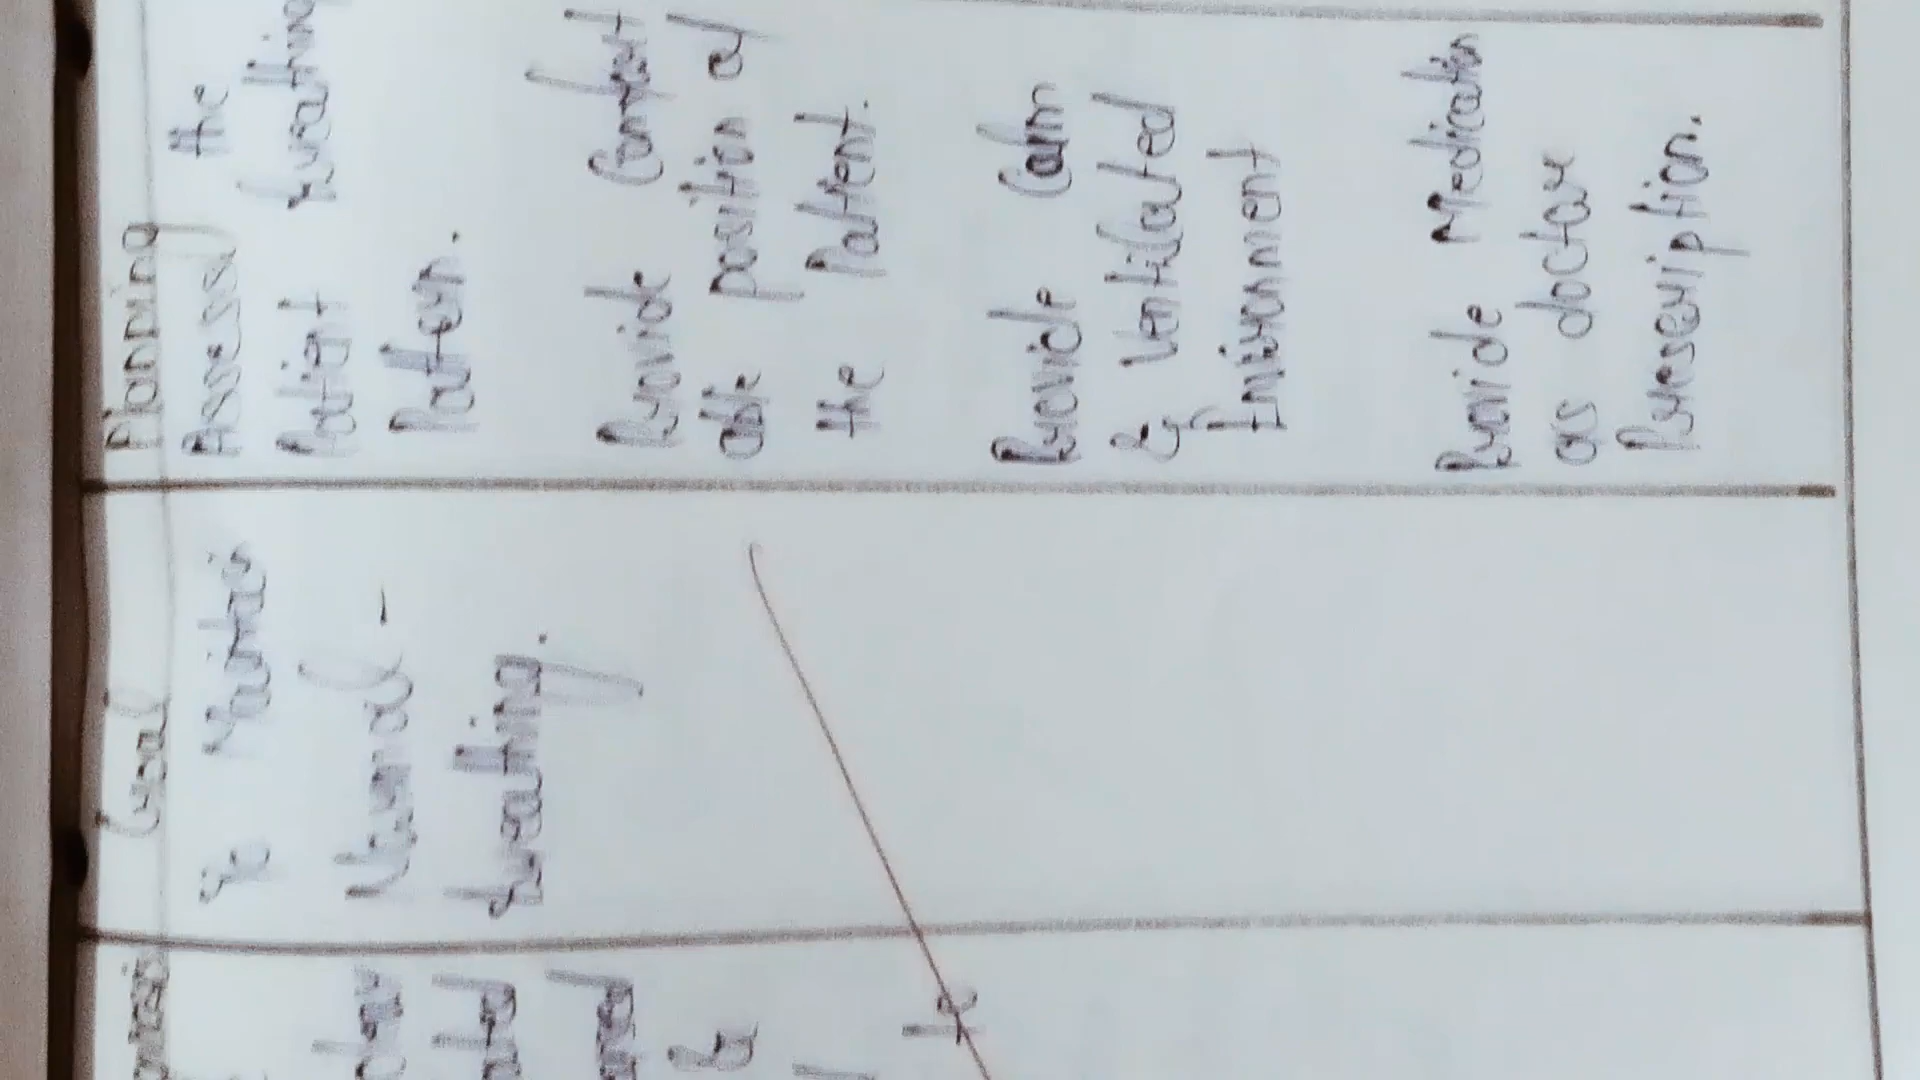 Goal
To Maintain
Normal -
breathing.
Planning
Assess the
Patient breathing
Pattern.
Provide Comfort
able position of
the Patient.
Provide Calm
& Ventilated
Environment
Provide Medication
as doctor
Prescription.